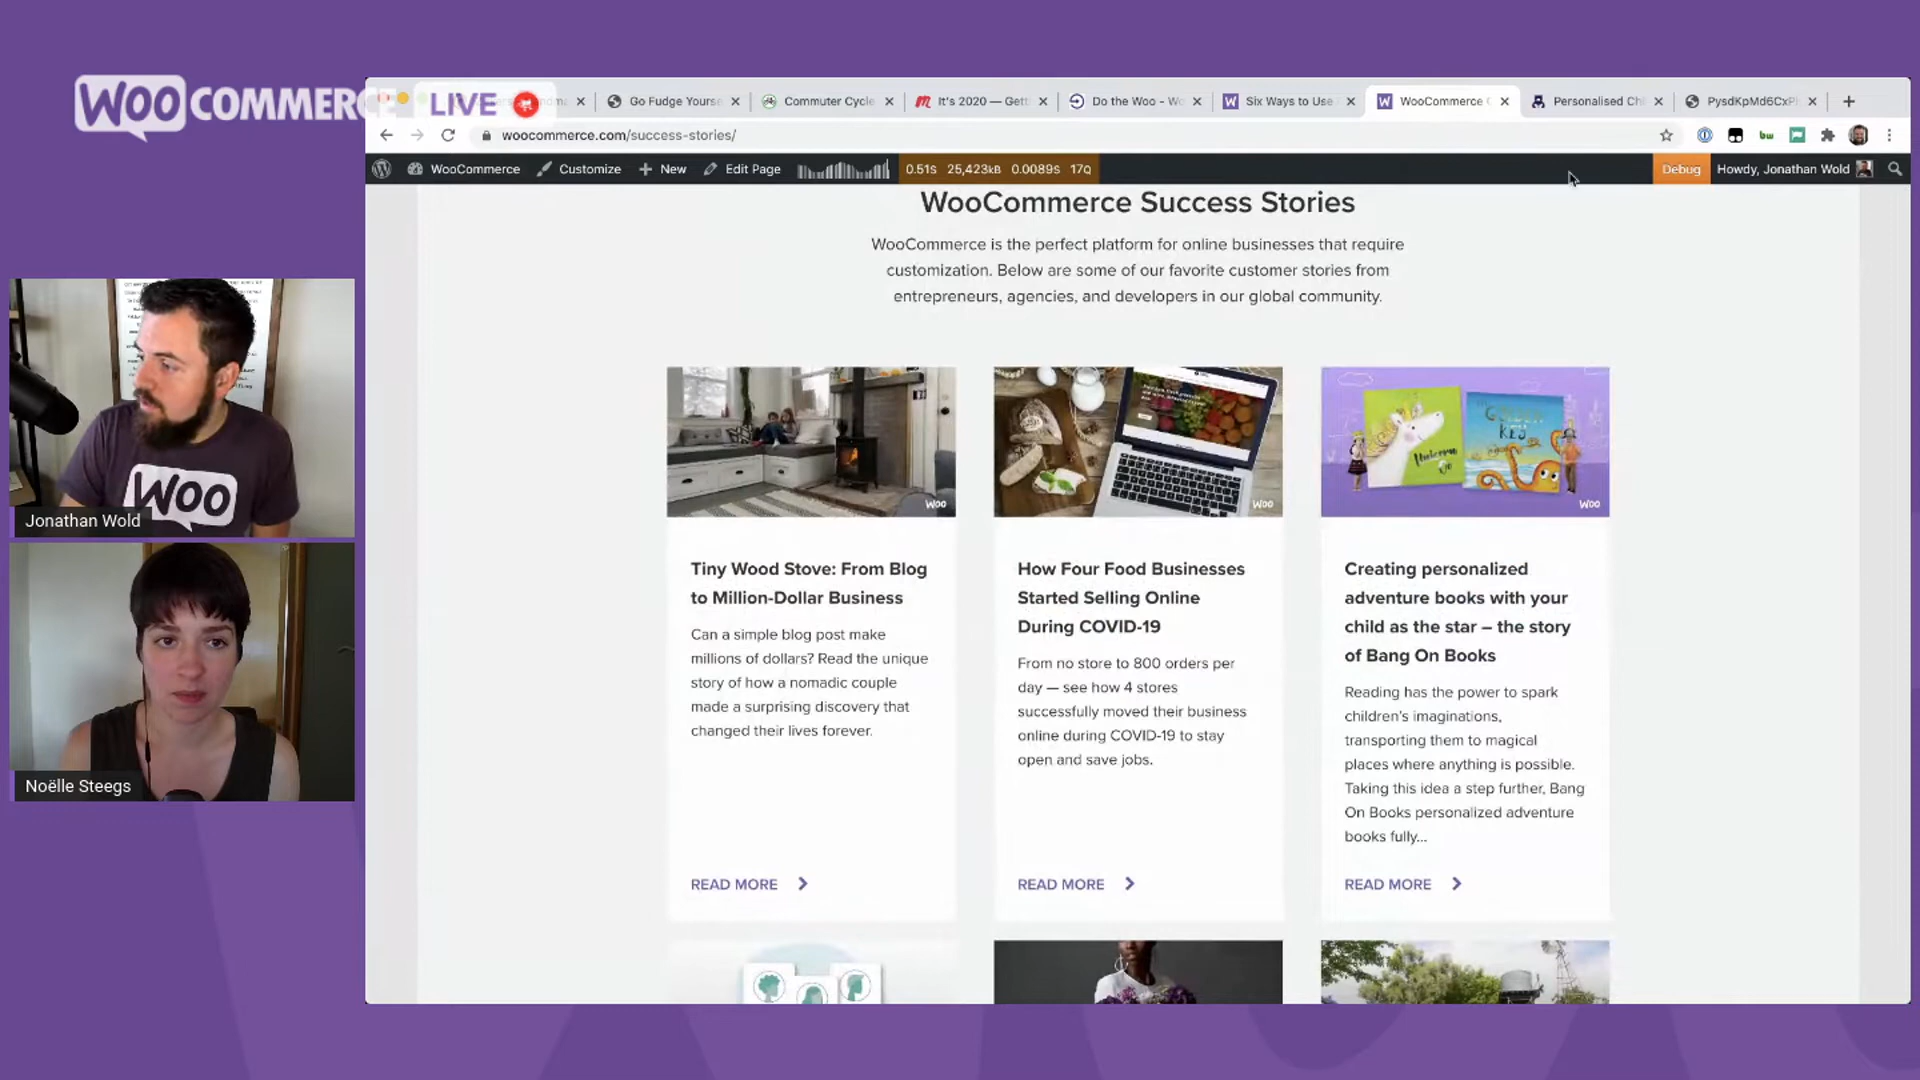 WOO COMMERCE
LIVE
Go Fudge Yourse
Commuter Cycle
It's 2020 — Gett
Do the Woo - Wo
Six Ways to Use
WooCommerce
Personalised Chi
PysdKpMd6CxP
woocommerce.com/success-stories/
WooCommerce
Customize
New
Edit Page
0.51S 25,423kB 0.0089S 17Q
Debug
Howdy, Jonathan Wold
WooCommerce Success Stories
WooCommerce is the perfect platform for online businesses that require
customization. Below are some of our favorite customer stories from
entrepreneurs, agencies, and developers in our global community.
WOO
Jonathan Wold
Noëlle Steegs
WOO
Tiny Wood Stove: From Blog
to Million-Dollar Business
Can a simple blog post make
millions of dollars? Read the unique
story of how a nomadic couple
made a surprising discovery that
changed their lives forever.
READ MORE
WOO
How Four Food Businesses
Started Selling Online
During COVID-19
From no store to 800 orders per
day — see how 4 stores
successfully moved their business
online during COVID-19 to stay
open and save jobs.
READ MORE
WOO
Creating personalized
adventure books with your
child as the star – the story
of Bang On Books
Reading has the power to spark
children's imaginations,
transporting them to magical
places where anything is possible.
Taking this idea a step further, Bang
On Books personalized adventure
books fully...
READ MORE